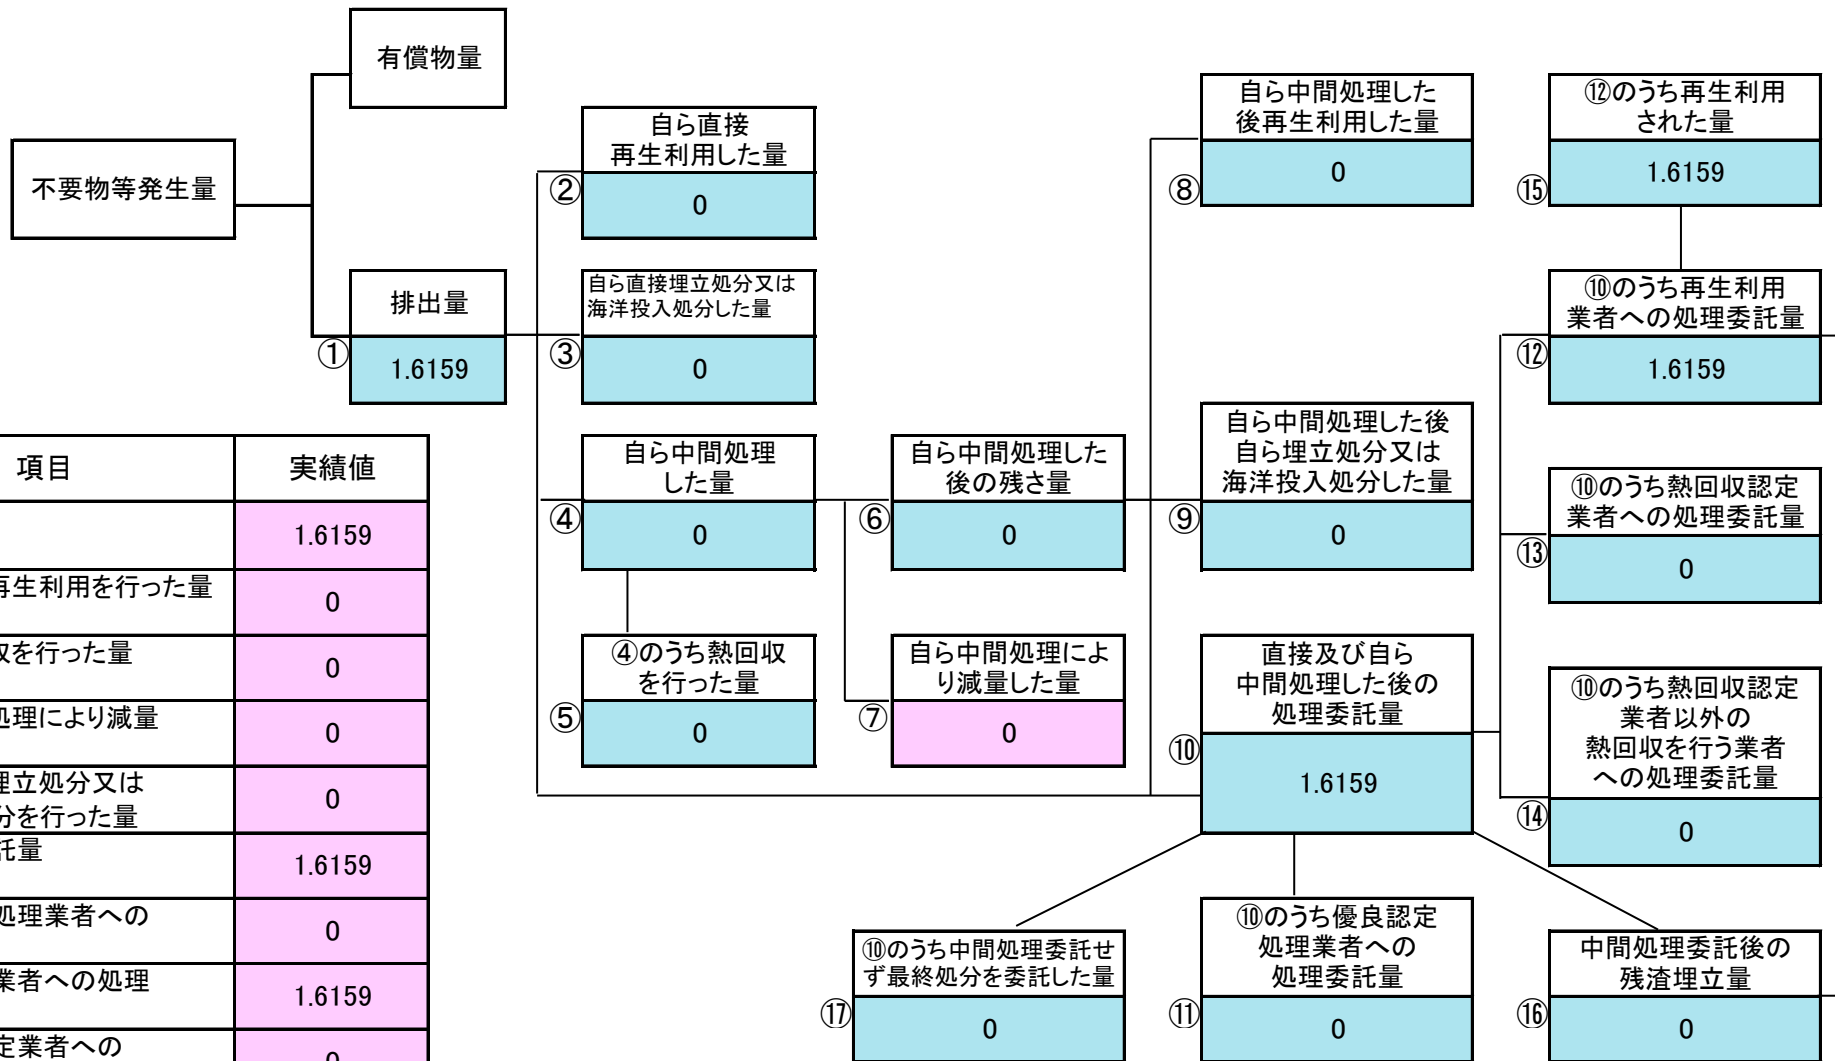 有償物量
不要物等発生量
排出量
①
1.6159
自ら直接
再生利用した量
②
0
自ら直接埋立処分又は
海洋投入処分した量
③
0
自ら中間処理
した量
④
0
④のうち熱回収
を行った量
⑤
0
自ら中間処理した
後の残さ量
⑥
0
自ら中間処理によ
り減量した量
⑦
0
自ら中間処理した
後再生利用した量
⑧
0
自ら中間処理した後
自ら埋立処分又は
海洋投入処分した量
⑨
0
直接及び自ら
中間処理した後の
処理委託量
⑩
1.6159
⑫のうち再生利用
された量
⑮
1.6159
⑩のうち再生利用
業者への処理委託量
⑫
1.6159
⑩のうち熱回収認定
業者への処理委託量
⑬
0
⑩のうち熱回収認定
業者以外の
熱回収を行う業者
への処理委託量
⑭
0
⑩のうち中間処理委託せ
ず最終処分を委託した量
⑰
0
⑩のうち優良認定
処理業者への
処理委託量
⑪
0
中間処理委託後の
残渣埋立量
⑯
0
項目 実績値
1.6159
再生利用を行った量
0
収を行った量
0
処理により減量
0
埋立処分又は
分を行った量
0
託量
1.6159
処理業者への
0
業者への処理
1.6159
定業者への
0